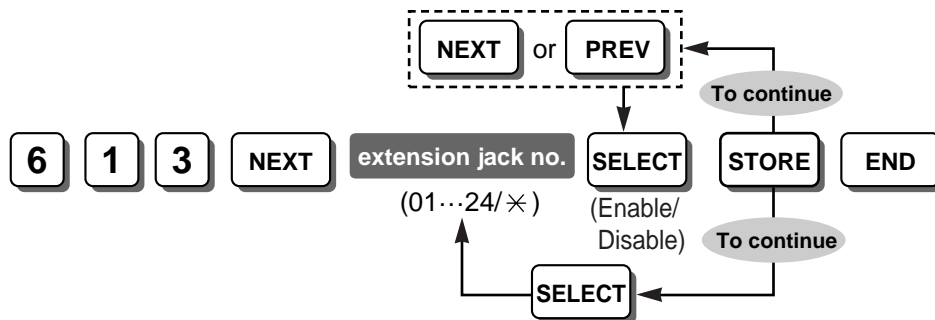 NEXT or PREV
To continue
6 1 3 NEXT extension jack no. SELECT STORE END
(01···24/✳)
(Enable/
Disable)
To continue
SELECT